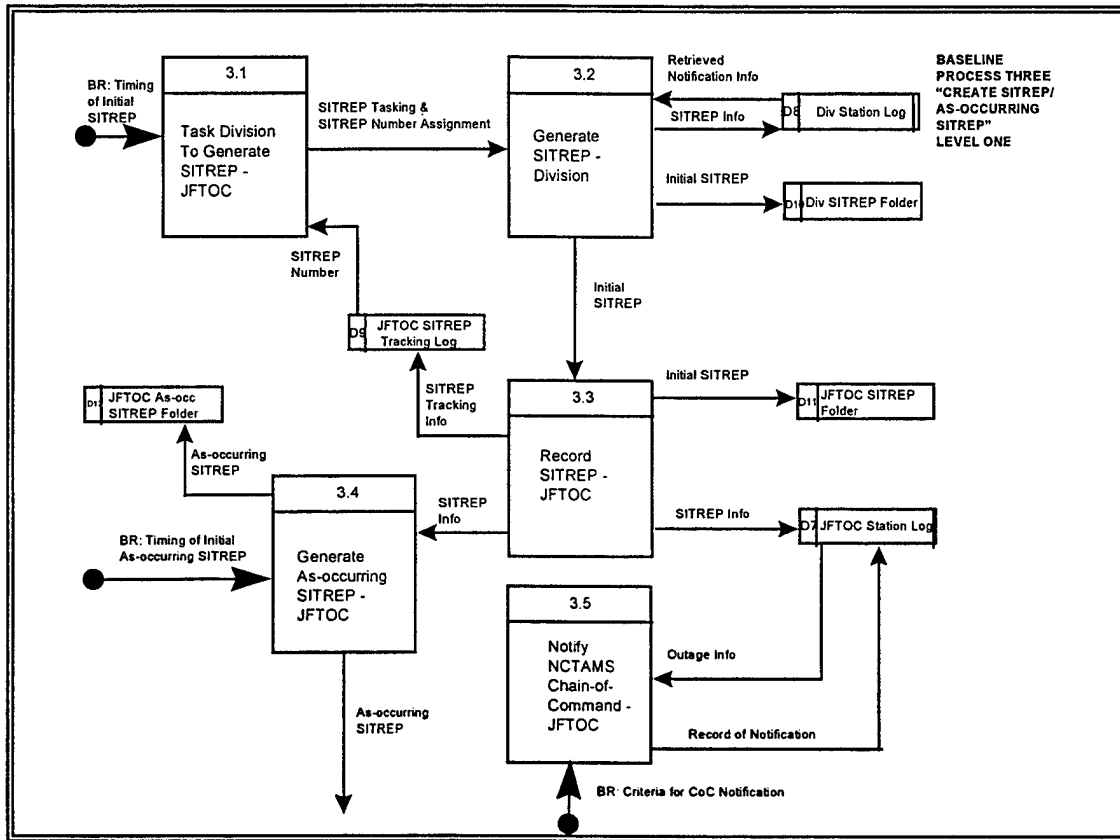 3.1
BR: Timing
of Initial
SITREP
Task Division
To Generate
SITREP -
JFTOC
SITREP Tasking &
SITREP Number Assignment
3.2
Generate
SITREP -
Division
Retrieved
Notification Info
SITREP Info
D8 Div Station Log
BASELINE
PROCESS THREE
"CREATE SITREP/
AS-OCCURRING
SITREP"
LEVEL ONE
Initial SITREP
D10 Div SITREP Folder
SITREP
Number
Initial
SITREP
D9 JFTOC SITREP
Tracking Log
SITREP
Tracking
Info
3.3
Record
SITREP -
JFTOC
Initial SITREP
D11 JFTOC SITREP
Folder
JFTOC As-occ
SITREP Folder
As-occurring
SITREP
3.4
Generate
As-occurring
SITREP -
JFTOC
SITREP
Info
SITREP Info
D7 JFTOC Station Log
BR: Timing of Initial
As-occurring SITREP
As-occurring
SITREP
3.5
Notify
NCTAMS
Chain-of-
Command -
JFTOC
Outage Info
Record of Notification
BR: Criteria for CoC Notification